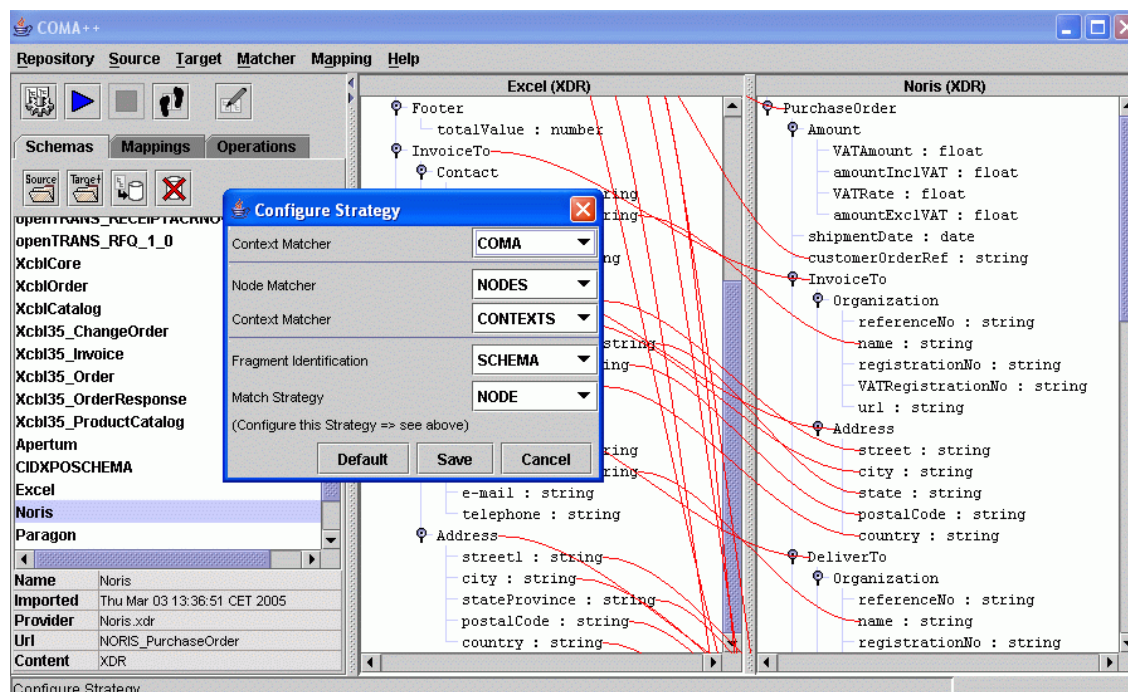 COMA++
Repository Source Target Matcher Mapping Help
Schemas Mappings Operations
Source Target
openTRANS_RFQ_1_0
XcblCore
XcblOrder
XcblCatalog
Xcbl35_ChangeOrder
Xcbl35_Invoice
Xcbl35_Order
Xcbl35_OrderResponse
Xcbl35_ProductCatalog
Apertum
CIDXPOSCHEMA
Excel
Noris
Paragon
Name Noris
Imported Thu Mar 03 13:36:51 CET 2005
Provider Noris.xdr
Url NORIS_PurchaseOrder
Content XDR
Configure Strategy
Configure Strategy
Context Matcher COMA
Node Matcher NODES
Context Matcher CONTEXTS
Fragment Identification SCHEMA
Match Strategy NODE
(Configure this Strategy => see above)
Default Save Cancel
Excel (XDR)
Footer
totalValue : number
InvoiceTo
Contact
string
e-mail : string
telephone : string
Address
street1 : string
city : string
stateProvince : string
postalCode : string
country : string
Noris (XDR)
PurchaseOrder
Amount
VATAmount : float
amountInclVAT : float
VATRate : float
amountExclVAT : float
shipmentDate : date
customerOrderRef : string
InvoiceTo
Organization
referenceNo : string
name : string
registrationNo : string
VATRegistrationNo : string
url : string
Address
street : string
city : string
state : string
postalCode : string
country : string
DeliverTo
Organization
referenceNo : string
name : string
registrationNo : string